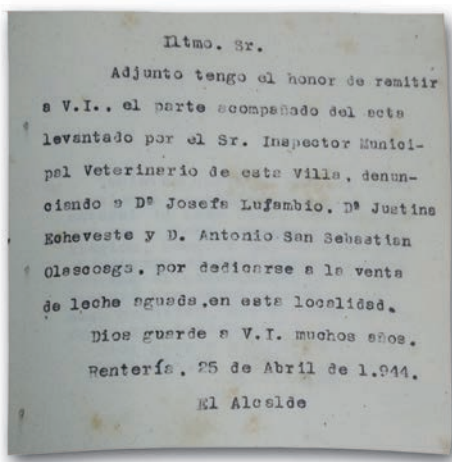 Iltmo. Sr.
Adjunto tengo el honor de remitir
a V.I., el parte acompañado del acta
levantado por el Sr. Inspector Munici-
pal Veterinario de esta Villa, denun-
ciando a Dª Josefa Lufambio, Dª Justina
Echeveste y D. Antonio San Sebastian
Olascoaga, por dedicarse a la venta
de leche aguada,en esta localidad.
Dios guarde a V.I. muchos años.
Rentería, 25 de Abril de 1.944.
El Alcalde